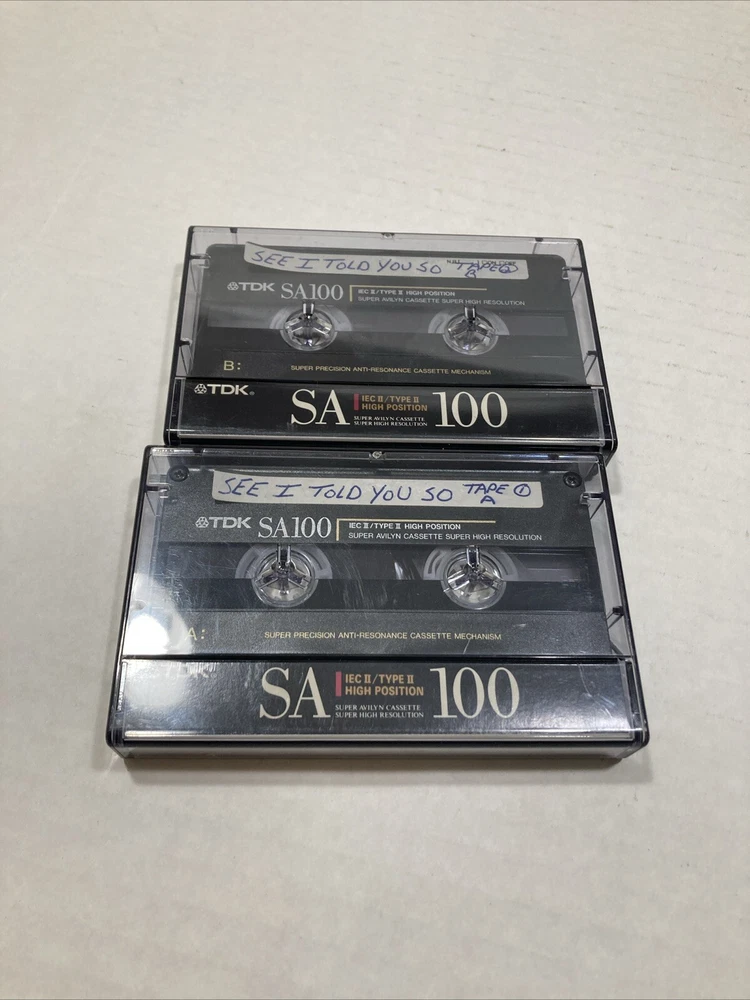 SEE I TOLD YOU SO TAPE ②
B
TDK SA100 IEC II/TYPE II HIGH POSITION
SUPER AVILYN CASSETTE SUPER HIGH RESOLUTION
B: SUPER PRECISION ANTI-RESONANCE CASSETTE MECHANISM
TDK®
SA IEC II/TYPE II
HIGH POSITION
SUPER AVILYN CASSETTE
SUPER HIGH RESOLUTION
100
SEE I TOLD YOU SO TAPE ①
A
TDK SA100 IEC II/TYPE II HIGH POSITION
SUPER AVILYN CASSETTE SUPER HIGH RESOLUTION
A: SUPER PRECISION ANTI-RESONANCE CASSETTE MECHANISM
TDK
SA IEC II/TYPE II
HIGH POSITION
SUPER AVILYN CASSETTE
SUPER HIGH RESOLUTION
100